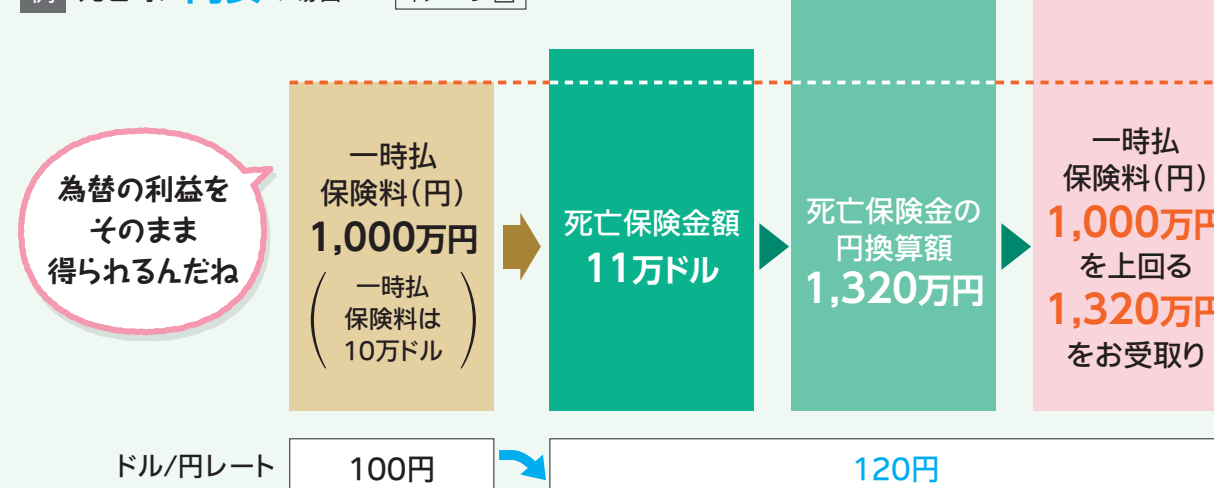 為替の利益を
そのまま
得られるんだね
一時払
保険料(円)
1,000万円
一時払
保険料は
10万ドル
死亡保険金額
11万ドル
死亡保険金の
円換算額
1,320万円
一時払
保険料(円)
1,000万円
を上回る
1,320万円
をお受取り
ドル/円レート
100円
120円